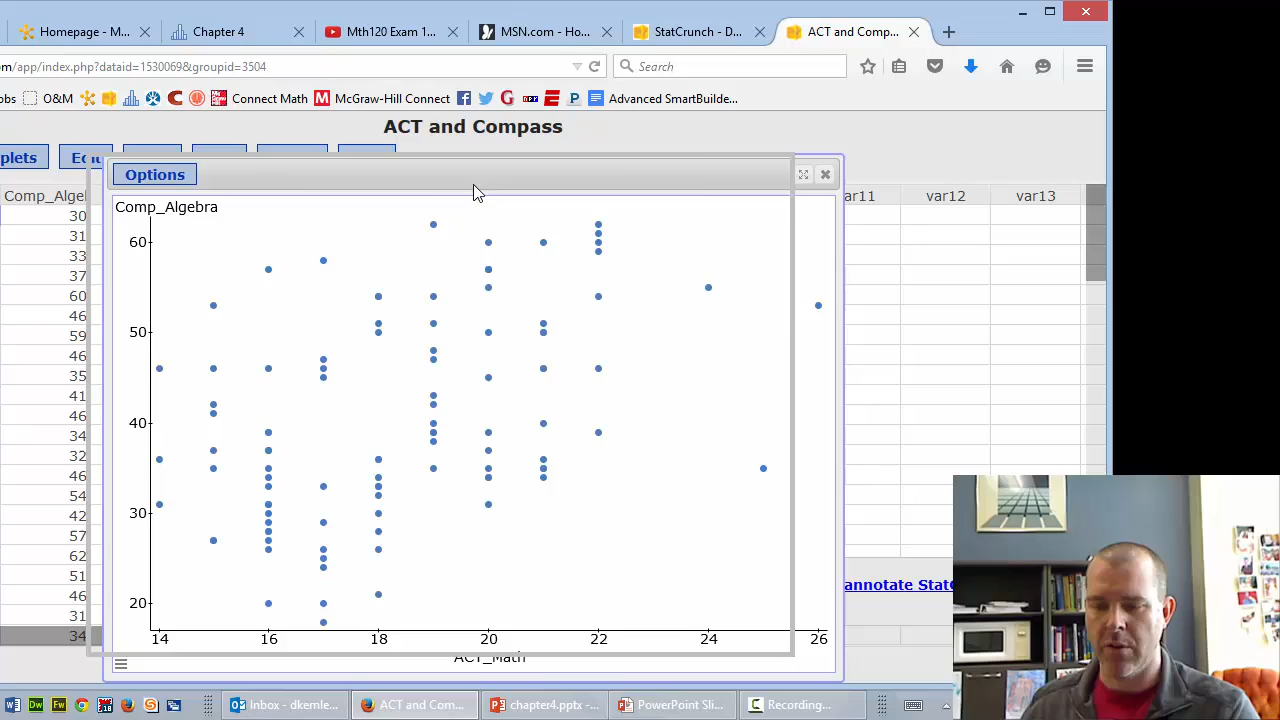 Homepage - M...
Chapter 4
Mth120 Exam 1...
MSN.com - Ho...
StatCrunch - D...
ACT and Comp...
om/app/index.php?dataid=1530069&groupid=3504
Search
obs
O&M
Connect Math
McGraw-Hill Connect
Advanced SmartBuilde...
ACT and Compass
plets
Edit
Options
Comp_Algel
ar11
var12
var13
30
31
33
37
60
46
59
46
35
41
46
34
32
54
42
57
62
51
46
31
34
Comp_Algebra
60
50
40
30
20
14
16
18
20
22
24
26
ACT_Math
annotate StatC
Inbox - dkemle...
ACT and Com...
chapter4.pptx -...
PowerPoint Sli...
Recording...